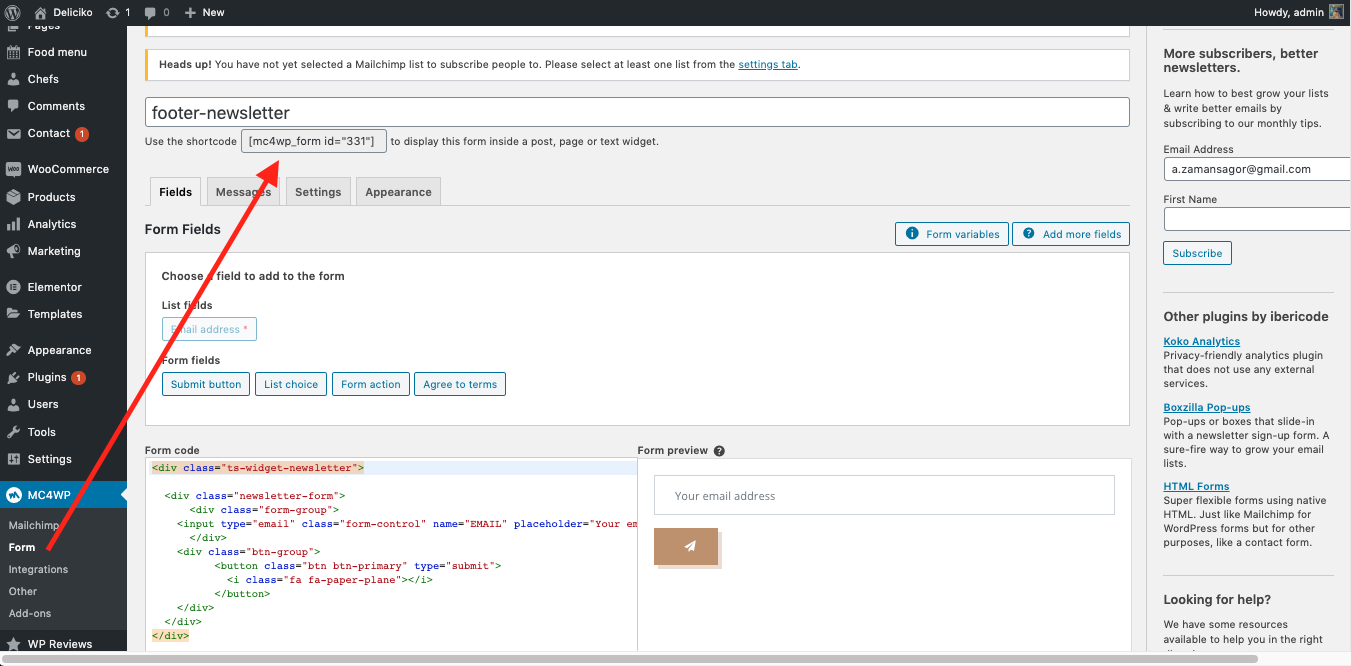 Deliciko
1
0
New
Howdy, admin
Pages
Food menu
Chefs
Comments
Contact 1
WooCommerce
Products
Analytics
Marketing
Elementor
Templates
Appearance
Plugins 1
Users
Tools
Settings
MC4WP
Mailchimp
Form
Integrations
Other
Add-ons
WP Reviews
Heads up! You have not yet selected a Mailchimp list to subscribe people to. Please select at least one list from the settings tab.
footer-newsletter
Use the shortcode [mc4wp_form id="331"] to display this form inside a post, page or text widget.
Fields
Messages
Settings
Appearance
Form Fields
Form variables
Add more fields
Choose a field to add to the form
List fields
Email address *
Form fields
Submit button
List choice
Form action
Agree to terms
Form code
<div class="ts-widget-newsletter">
<div class="newsletter-form">
<div class="form-group">
<input type="email" class="form-control" name="EMAIL" placeholder="Your em
</div>
<div class="btn-group">
<button class="btn btn-primary" type="submit">
<i class="fa fa-paper-plane"></i>
</button>
</div>
</div>
</div>
Form preview ?
Your email address
More subscribers, better
newsletters.
Learn how to best grow your lists
& write better emails by
subscribing to our monthly tips.
Email Address
a.zamansagor@gmail.com
First Name
Subscribe
Other plugins by ibericode
Koko Analytics
Privacy-friendly analytics plugin
that does not use any external
services.
Boxzilla Pop-ups
Pop-ups or boxes that slide-in
with a newsletter sign-up form. A
sure-fire way to grow your email
lists.
HTML Forms
Super flexible forms using native
HTML. Just like Mailchimp for
WordPress forms but for other
purposes, like a contact form.
Looking for help?
We have some resources
available to help you in the right